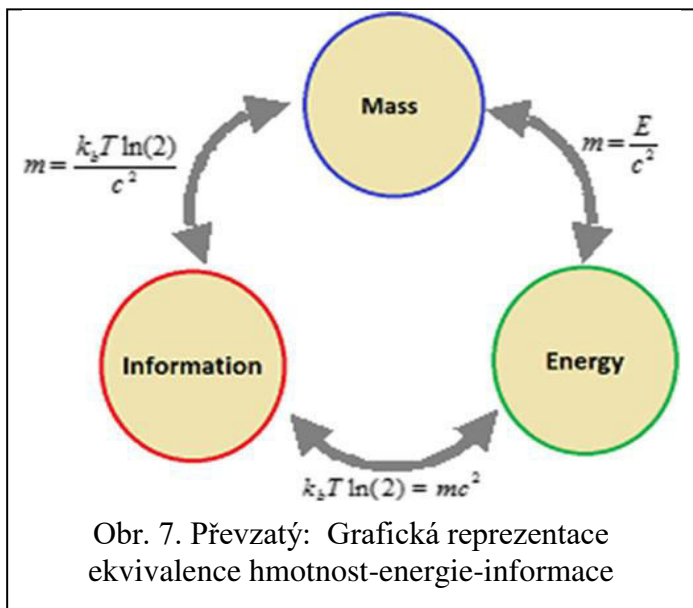 Mass
m = k_b T ln(2) / c^2
m = E / c^2
Information
Energy
k_b T ln(2) = mc^2
Obr. 7. Převzatý: Grafická reprezentace
ekvivalence hmotnost-energie-informace